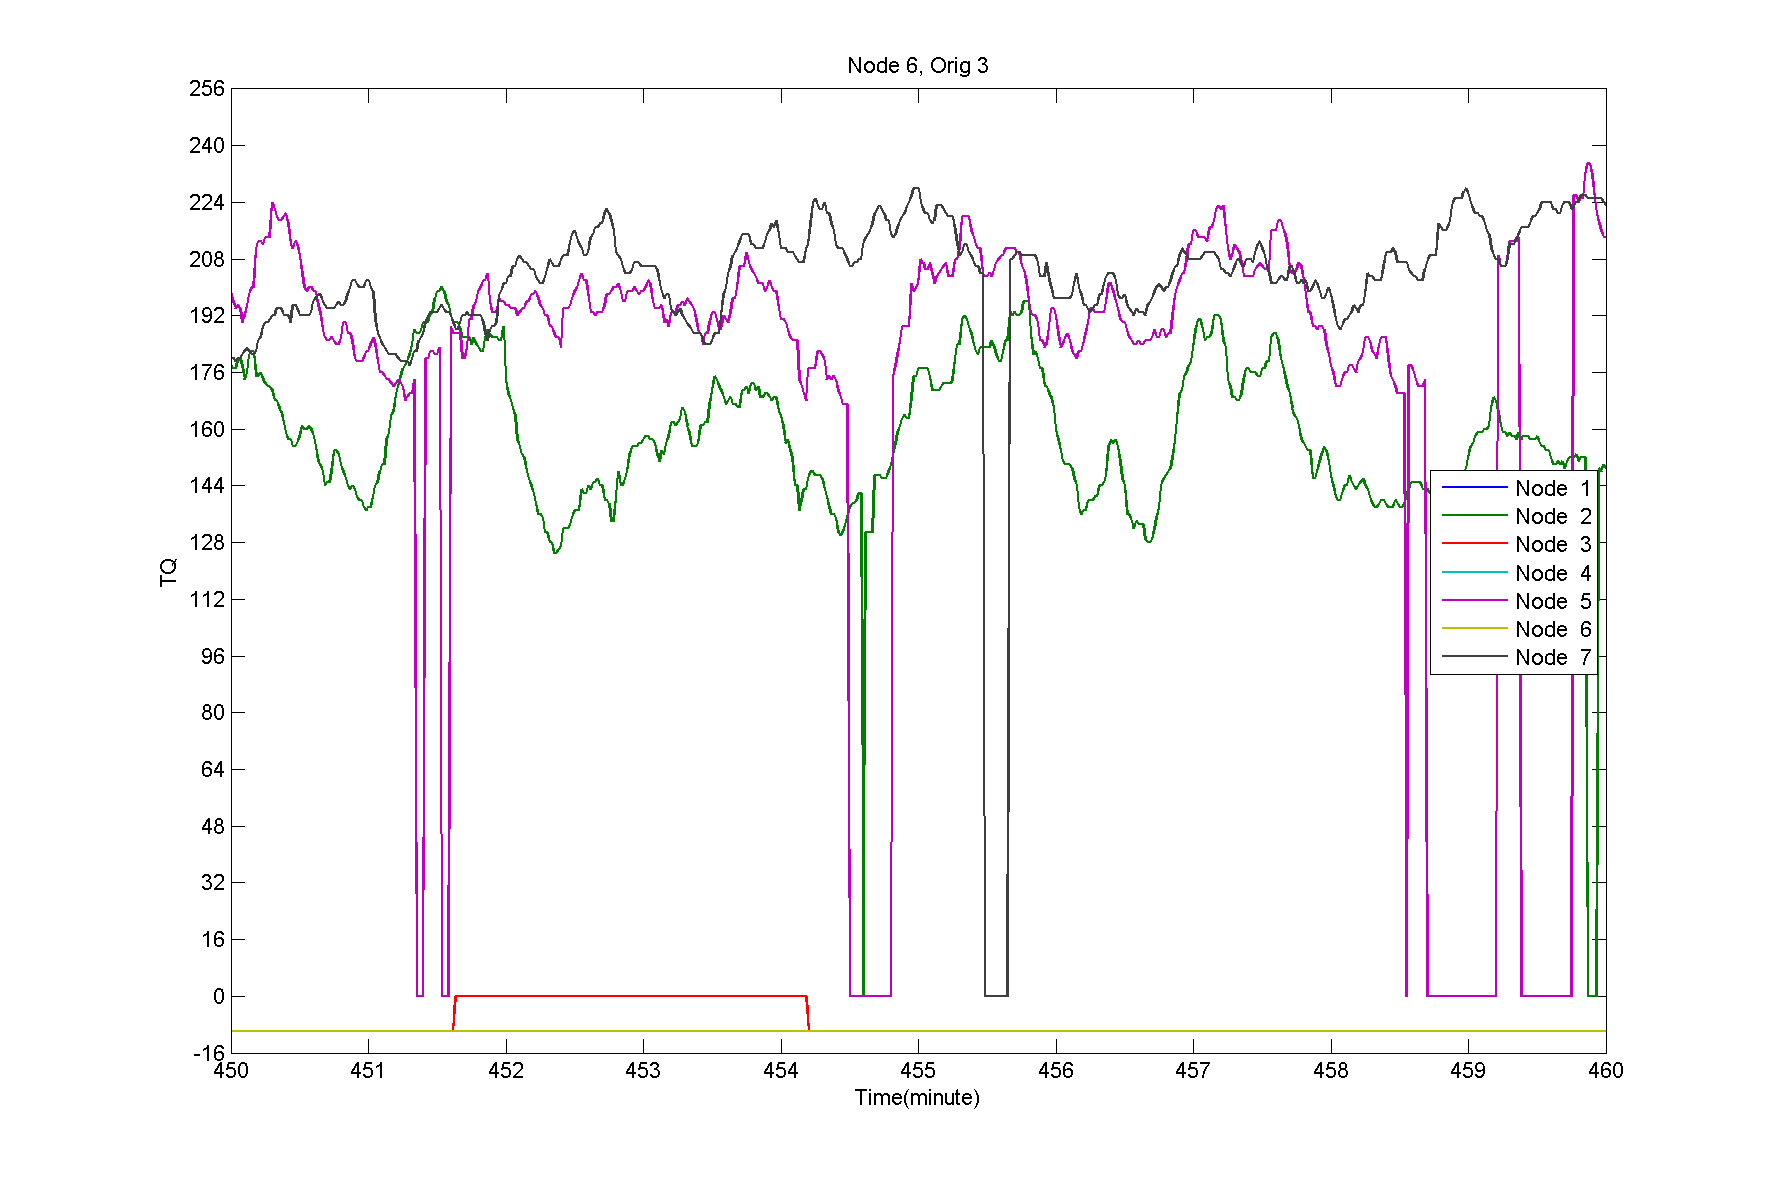 Node 6, Orig 3
256
240
224
208
192
176
160
144
128
112
96
80
64
48
32
16
0
-16
TQ
450 451 452 453 454 455 456 457 458 459 460
Time(minute)
Node 1
Node 2
Node 3
Node 4
Node 5
Node 6
Node 7